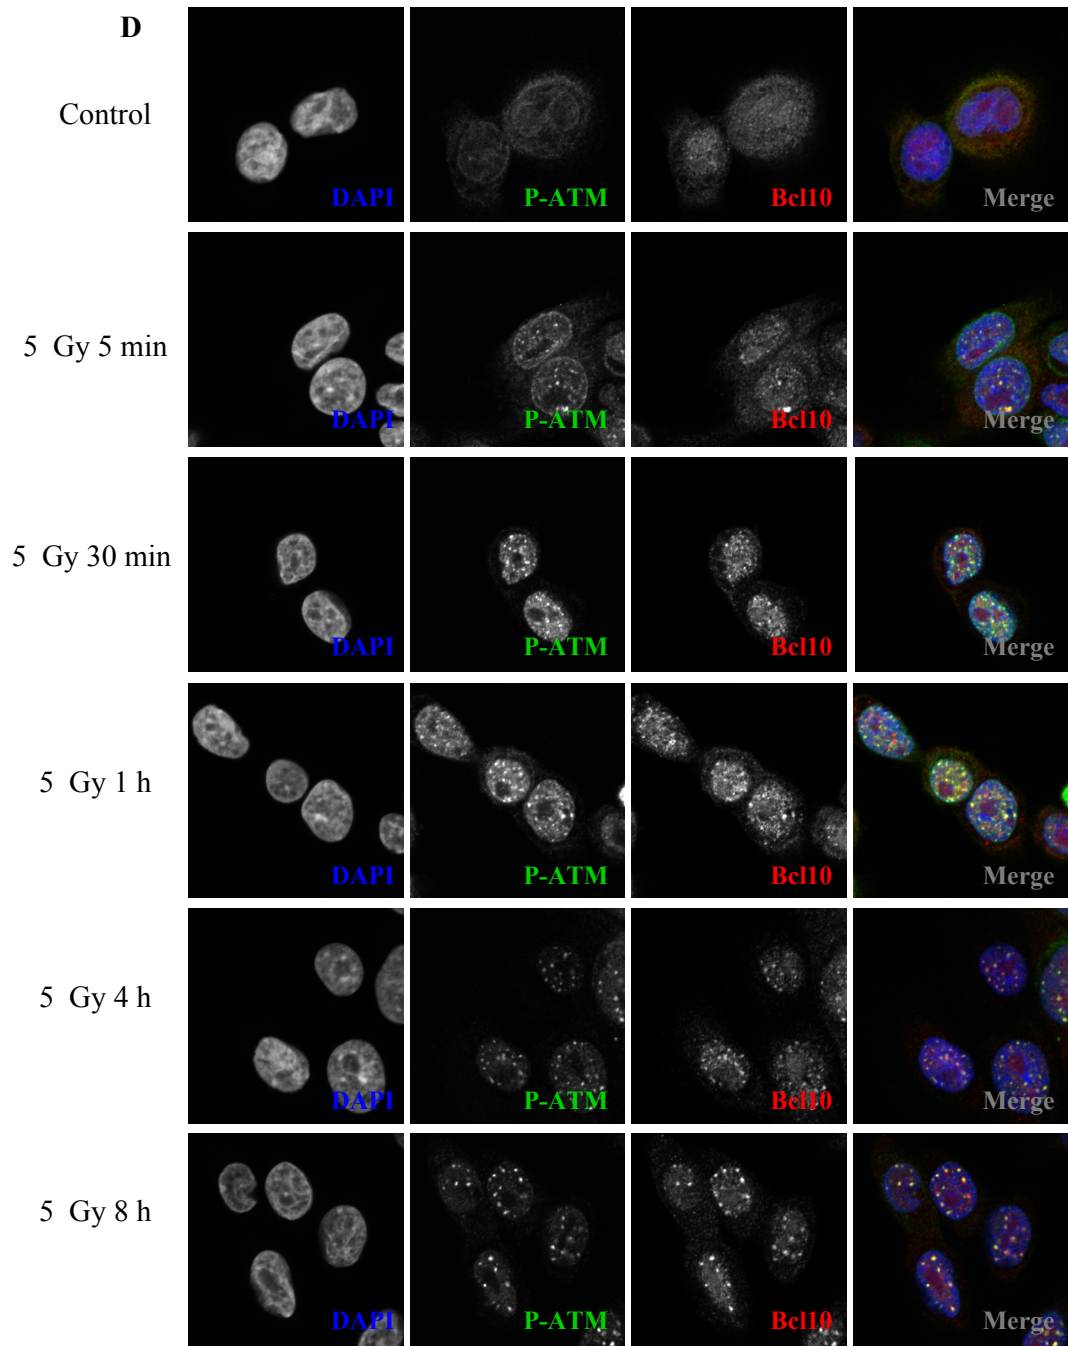 D
Control
DAPI P-ATM Bcl10 Merge
5 Gy 5 min
DAPI P-ATM Bcl10 Merge
5 Gy 30 min
DAPI P-ATM Bcl10 Merge
5 Gy 1 h
DAPI P-ATM Bcl10 Merge
5 Gy 4 h
DAPI P-ATM Bcl10 Merge
5 Gy 8 h
DAPI P-ATM Bcl10 Merge